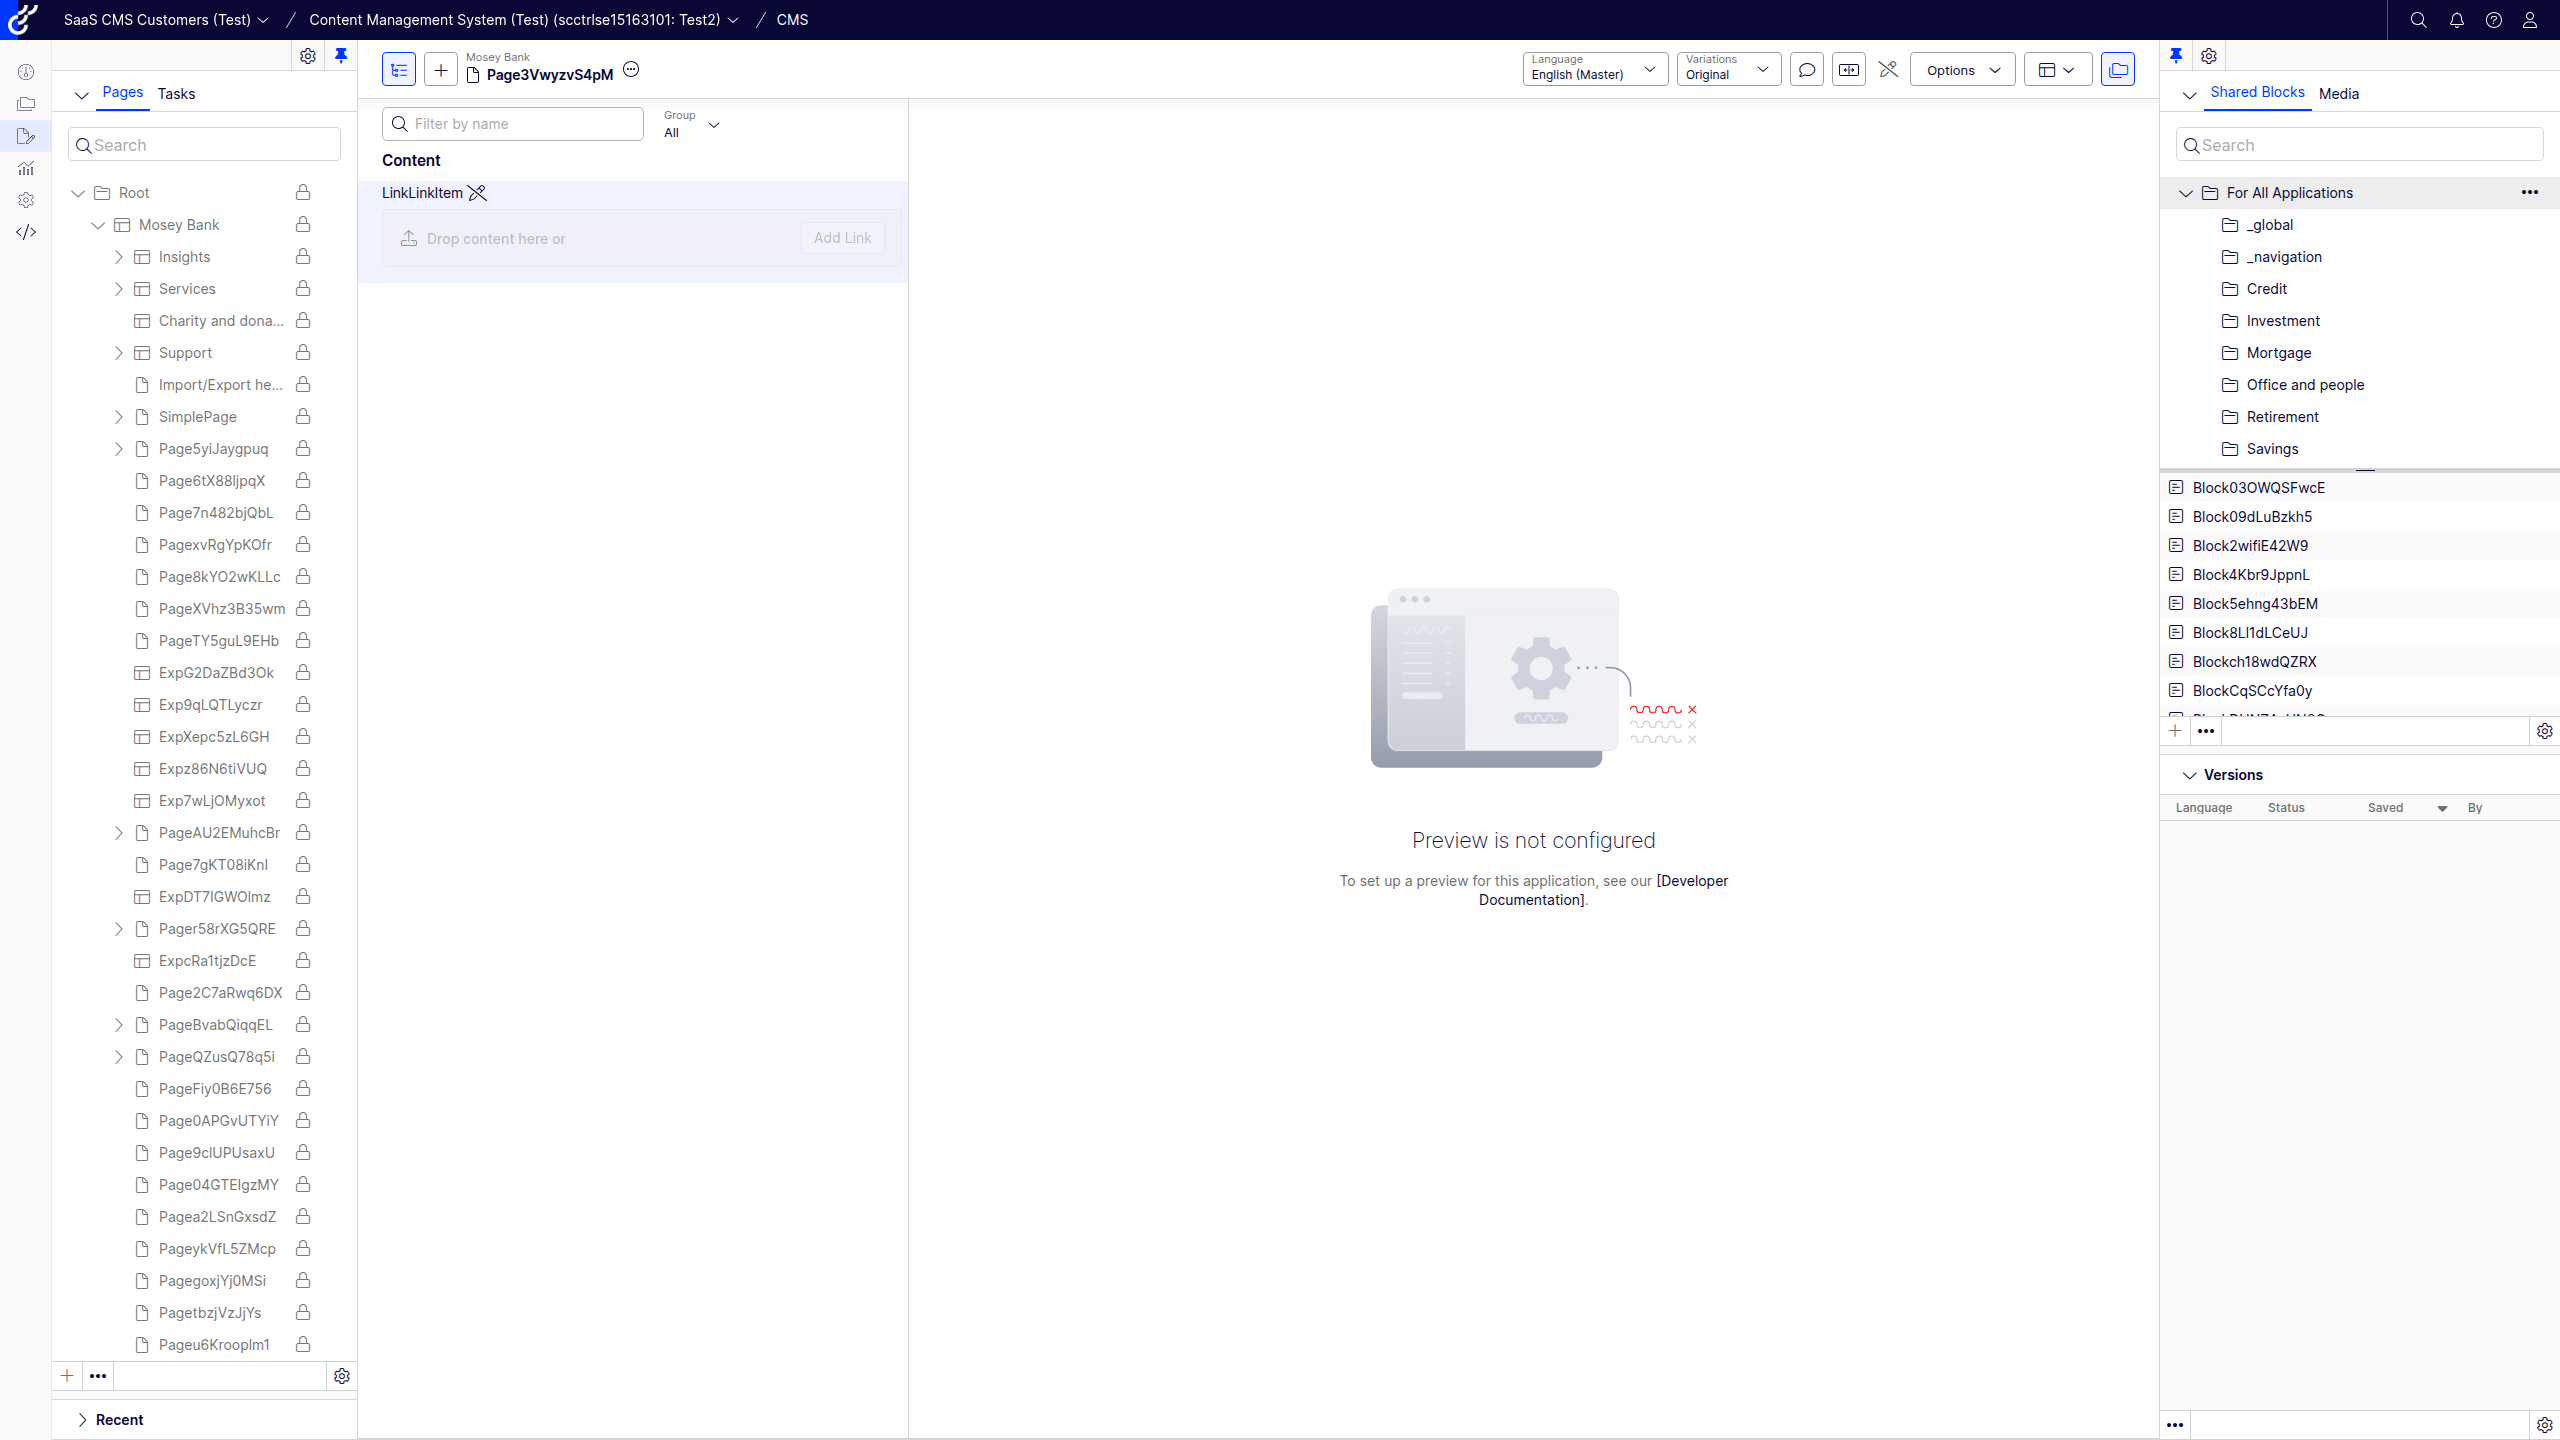 SaaS CMS Customers (Test)
Content Management System (Test) (scctrlse15163101: Test2)
CMS
Pages
Tasks
Search
Root
Mosey Bank
Insights
Services
Charity and dona...
Support
Import/Export he...
SimplePage
Page5yiJaygpuq
Page6tX88ljpqX
Page7n482bjQbL
PagexvRgYpKOfr
Page8kYO2wKLLc
PageXVhz3B35wm
PageTY5guL9EHb
ExpG2DaZBd3Ok
Exp9qLQTLyczr
ExpXepc5zL6GH
Expz86N6tiVUQ
Exp7wLjOMyxot
PageAU2EMuhcBr
Page7gKT08iKnI
ExpDT7IGWOlmz
Pager58rXG5QRE
ExpcRa1tjzDcE
Page2C7aRwq6DX
PageBvabQiqqEL
PageQZusQ78q5i
PageFiy0B6E756
Page0APGvUTYiY
Page9clUPUsaxU
Page04GTEIgzMY
Pagea2LSnGxsdZ
PageykVfL5ZMcp
PagegoxjYj0MSi
PagetbzjVzJjYs
Pageu6Krooplm1
Recent
Mosey Bank
Page3VwyzvS4pM
Language
English (Master)
Variations
Original
Options
Filter by name
Group
All
Content
LinkLinkItem
Drop content here or
Add Link
Preview is not configured
To set up a preview for this application, see our [Developer
Documentation].
Shared Blocks
Media
Search
For All Applications
_global
_navigation
Credit
Investment
Mortgage
Office and people
Retirement
Savings
Block03OWQSFwcE
Block09dLuBzkh5
Block2wifiE42W9
Block4Kbr9JppnL
Block5ehng43bEM
Block8LI1dLCeUJ
Blockch18wdQZRX
BlockCqSCcYfa0y
Versions
Language
Status
Saved
By